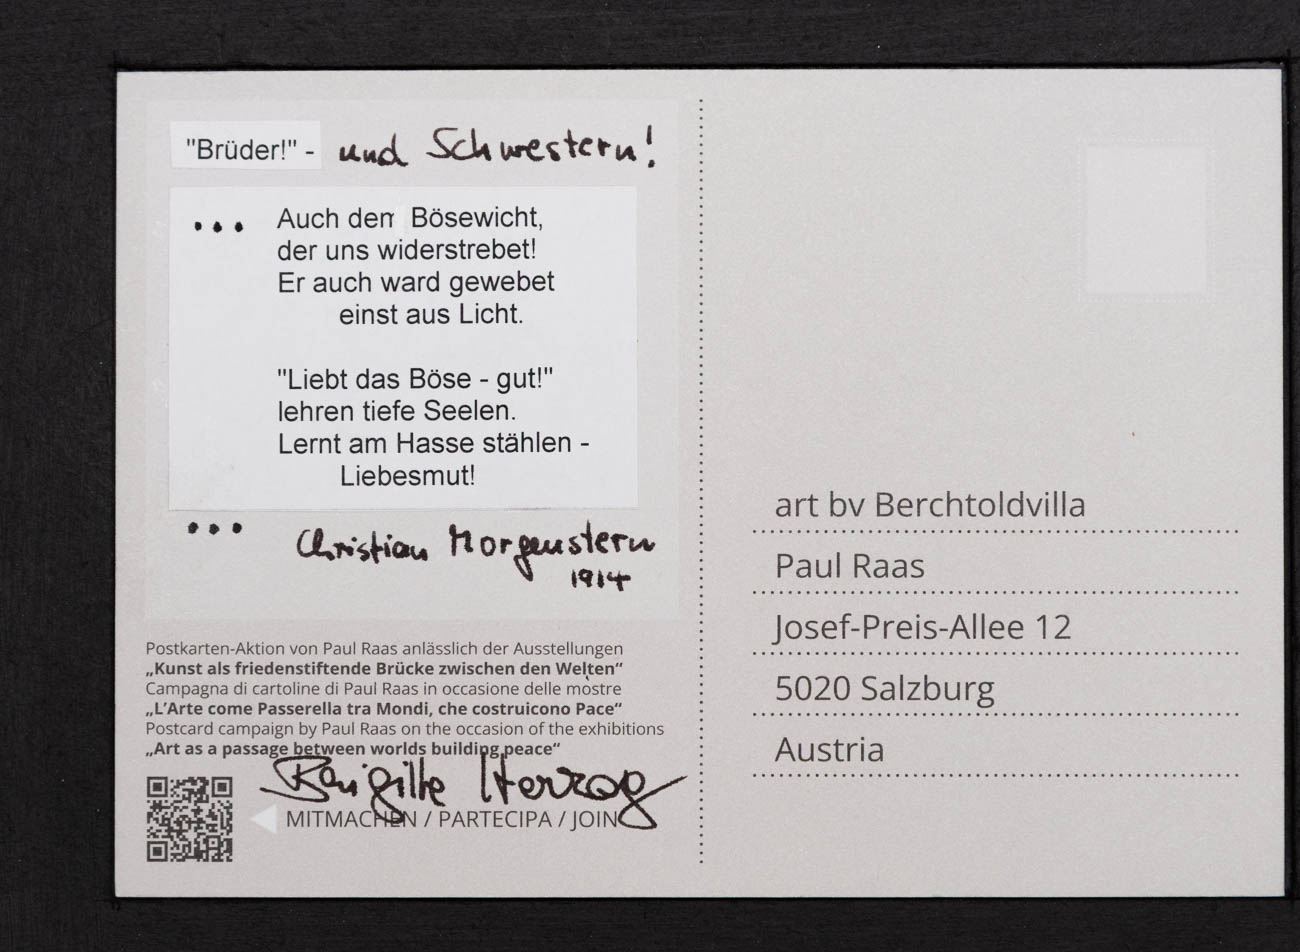 "Brüder!" - und Schwestern!
... Auch dem Bösewicht,
der uns widerstrebet!
Er auch ward gewebet
einst aus Licht.
"Liebt das Böse - gut!"
lehren tiefe Seelen.
Lernt am Hasse stählen -
Liebesmut!
... Christian Morgenstern
1914
Postkarten-Aktion von Paul Raas anlässlich der Ausstellungen
„Kunst als friedenstiftende Brücke zwischen den Welten“
Campagna di cartoline di Paul Raas in occasione delle mostre
„L’Arte come Passerella tra Mondi, che costruicono Pace“
Postcard campaign by Paul Raas on the occasion of the exhibitions
„Art as a passage between worlds building peace“
Brigitte Herzog
MITMACHEN / PARTECIPA / JOIN
art bv Berchtoldvilla
Paul Raas
Josef-Preis-Allee 12
5020 Salzburg
Austria